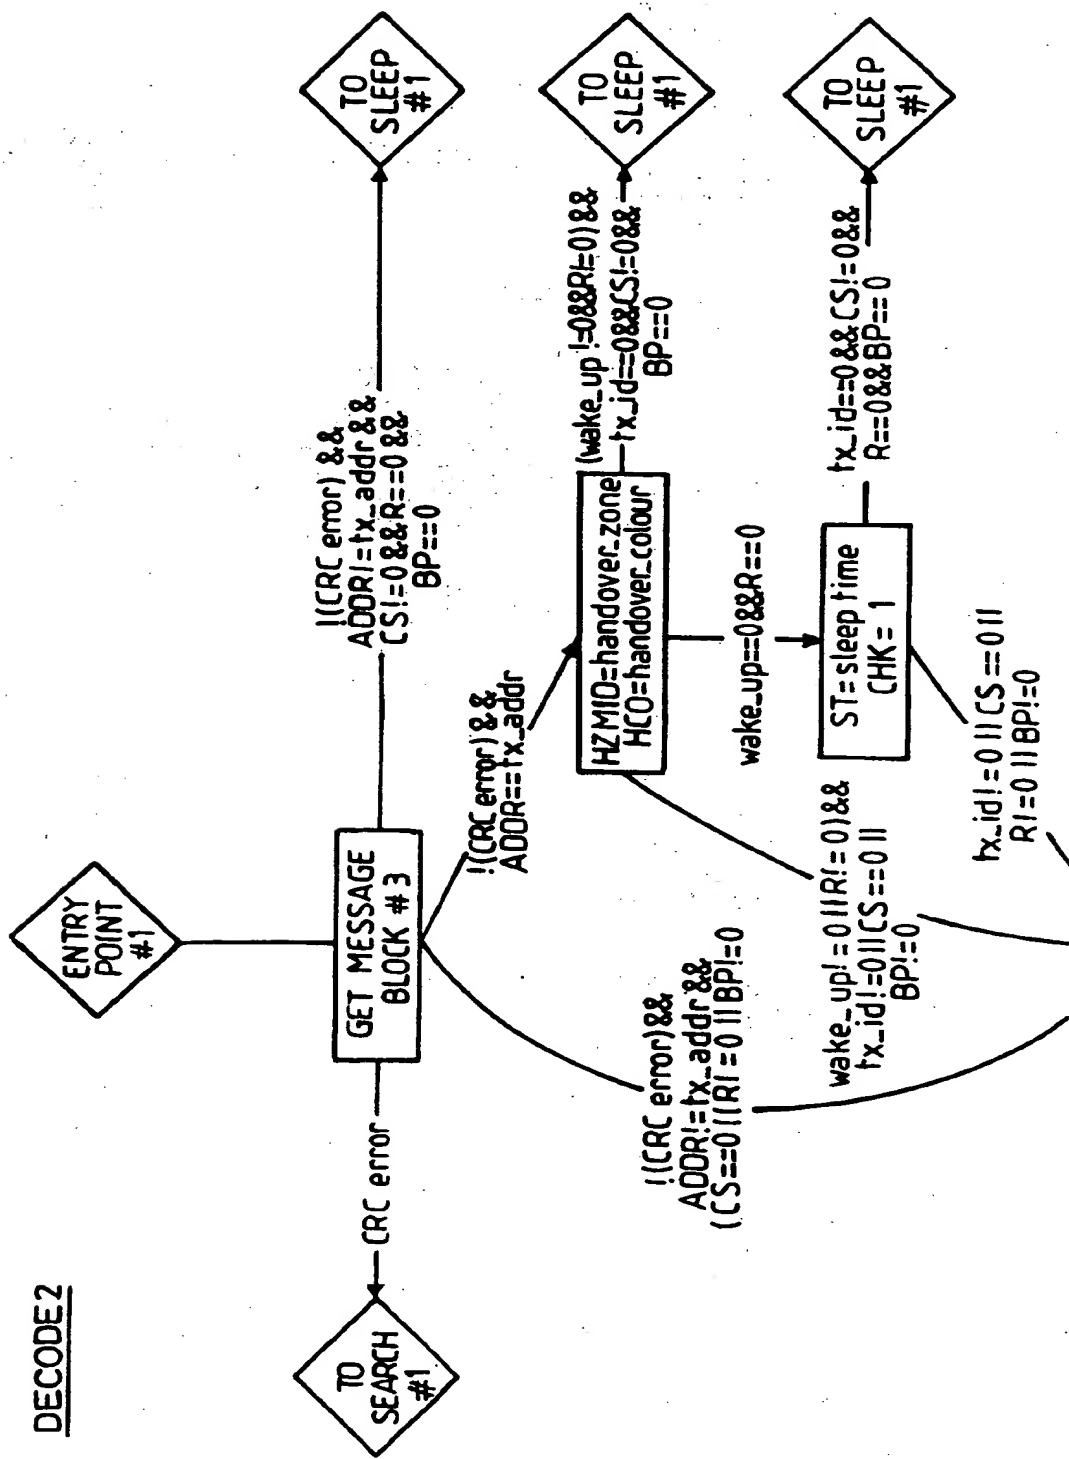 DECODE2
ENTRY
POINT
#1
GET MESSAGE
BLOCK #3
CRC error
TO
SEARCH
#1
!(CRC error) &&
ADDR!=tx_addr &&
CS!=0&&R==0 &&
BP==0
TO
SLEEP
#1
!(CRC error)&&
ADDR==tx_addr
HZMID=handover_zone
HCO=handover_colour
(wake_up!=0&&R!=0)&&
tx_id==0&&CS!=0&&
BP==0
TO
SLEEP
#1
wake_up==0&&R==0
ST=sleep time
CHK = 1
tx_id==0&&CS!=0&&
R==0&&BP==0
TO
SLEEP
#1
!(CRC error)&&
ADDR!=tx_addr &&
(CS==0||(R!=0||BP!=0
wake_up!=0||R!=0)&&
tx_id!=0||CS==0||
BP!=0
tx_id!=0||CS==0||
R!=0||BP!=0